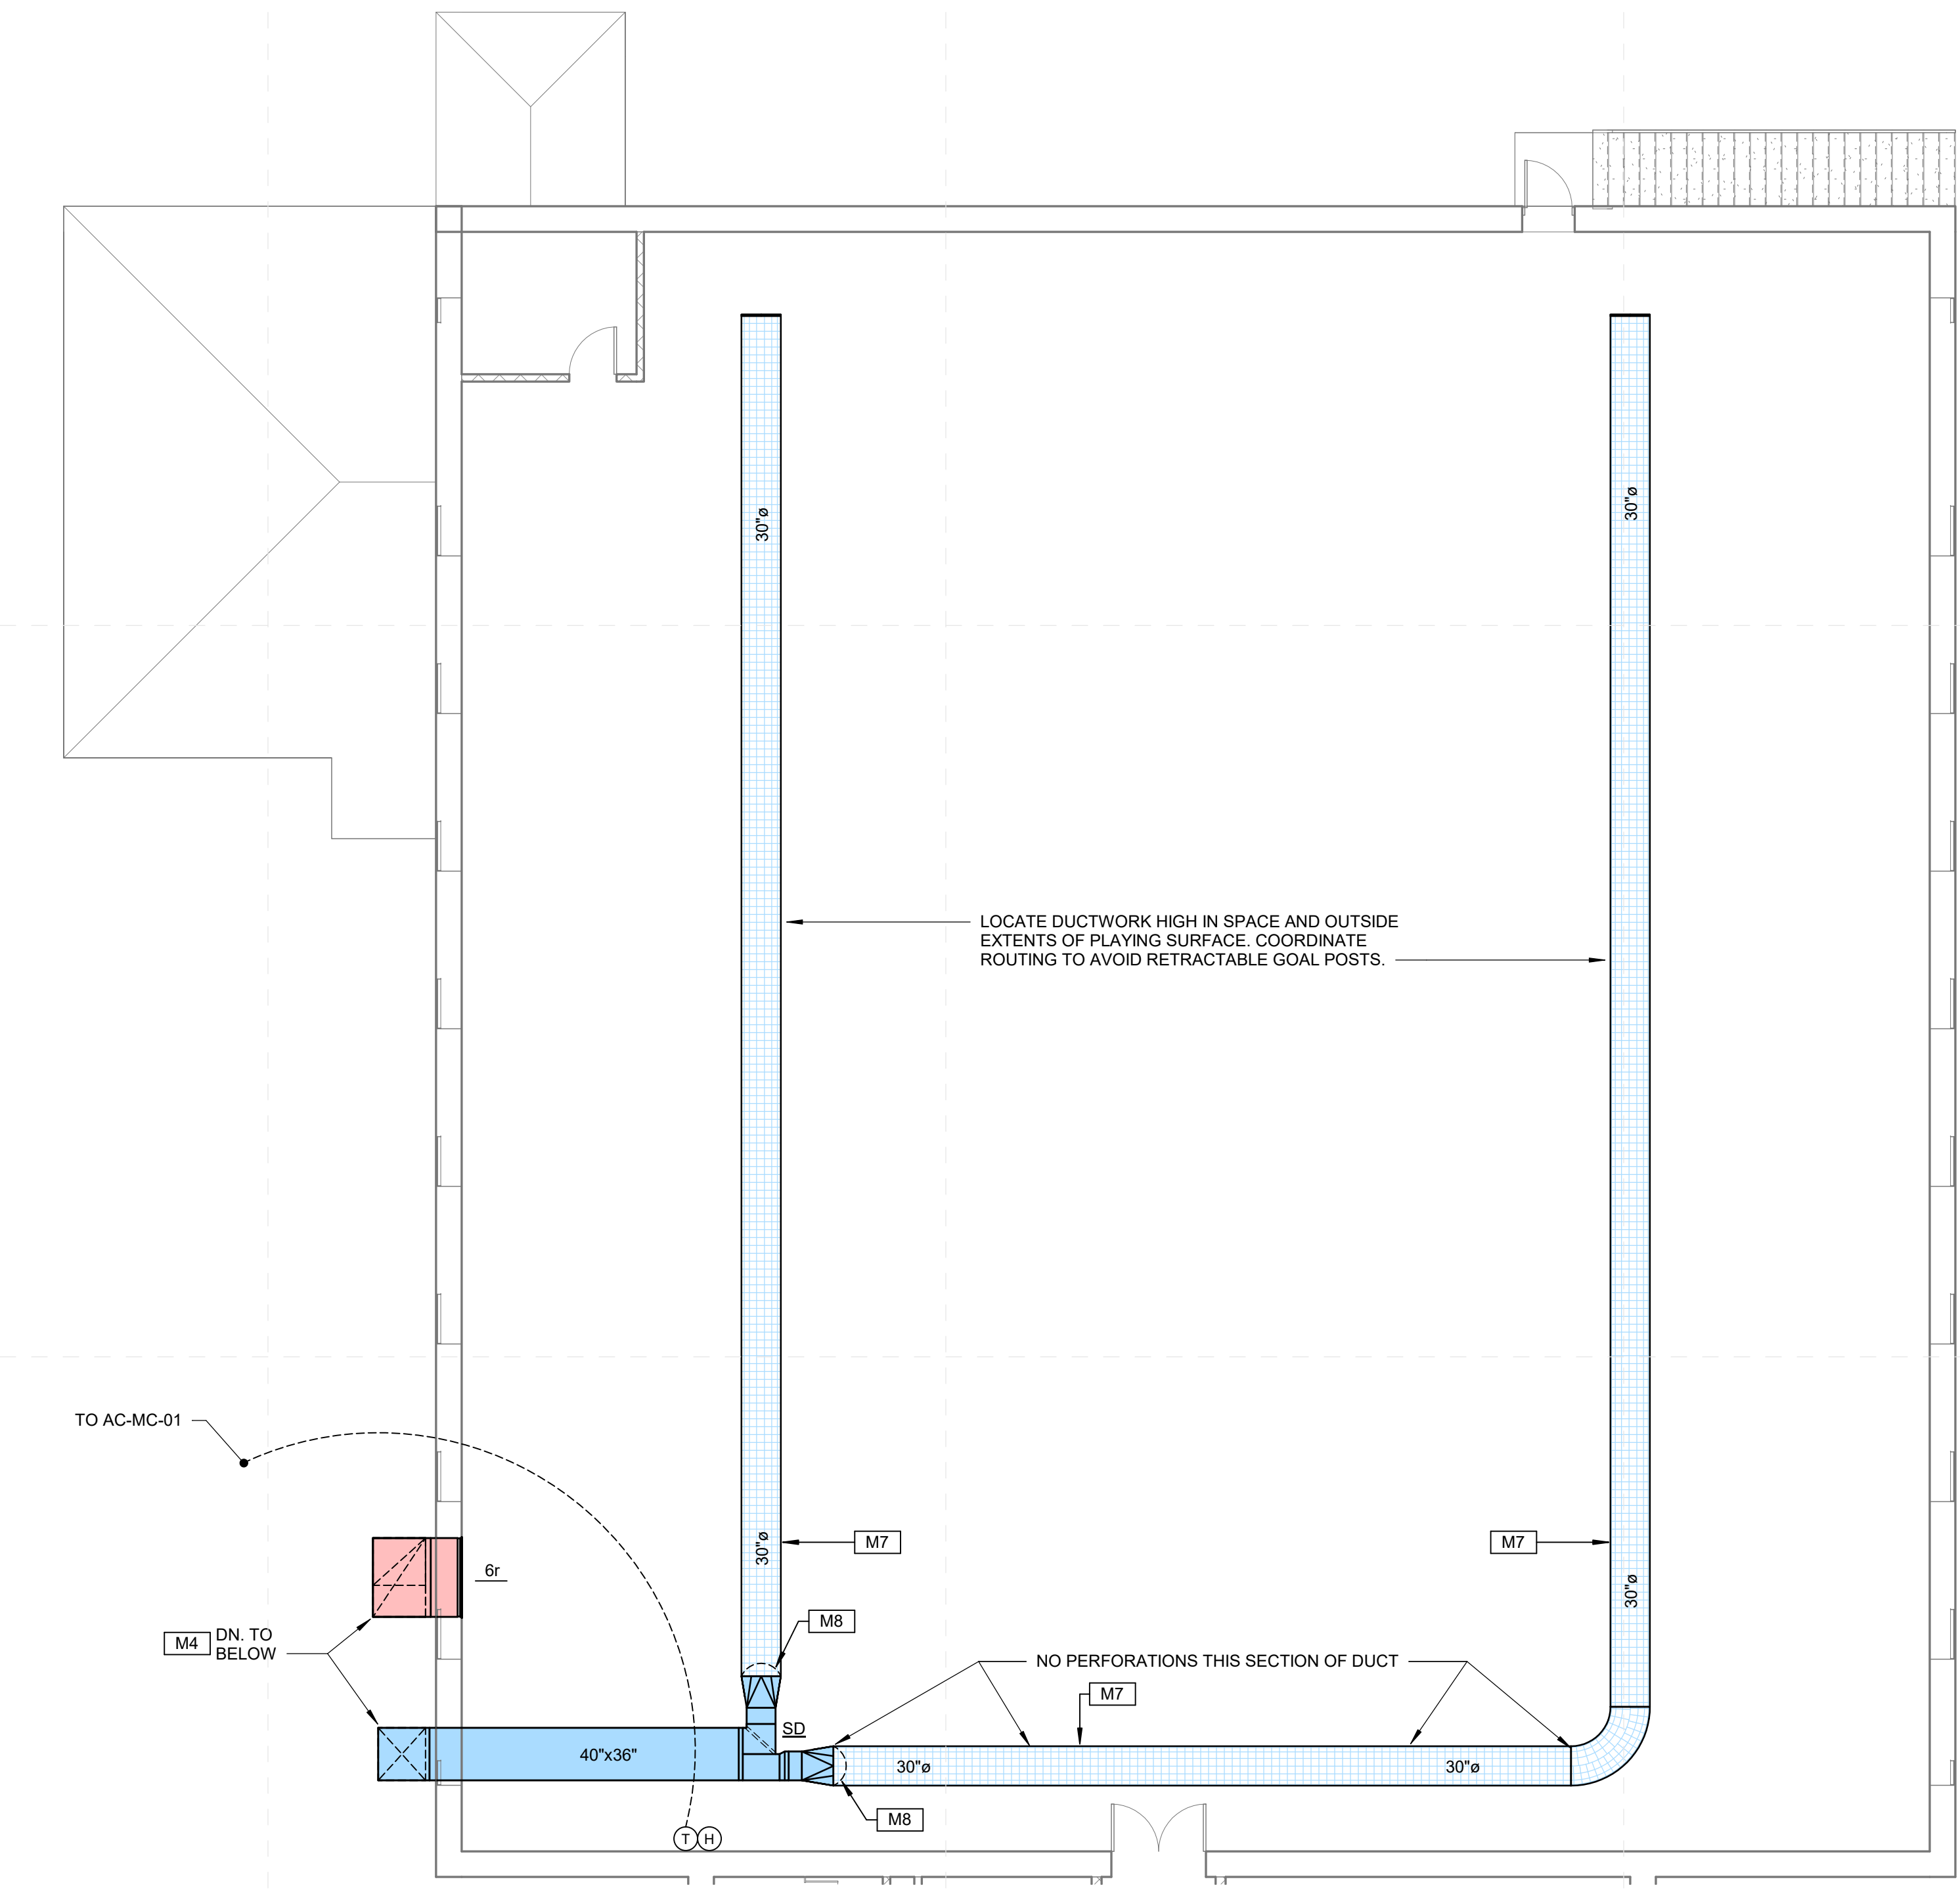 30"ø
30"ø
LOCATE DUCTWORK HIGH IN SPACE AND OUTSIDE
EXTENTS OF PLAYING SURFACE. COORDINATE
ROUTING TO AVOID RETRACTABLE GOAL POSTS.
TO AC-MC-01
30"ø
M7
M7
6r
30"ø
M8
M4
DN. TO
BELOW
NO PERFORATIONS THIS SECTION OF DUCT
M7
SD
40"x36"
30"ø
30"ø
M8
T
H